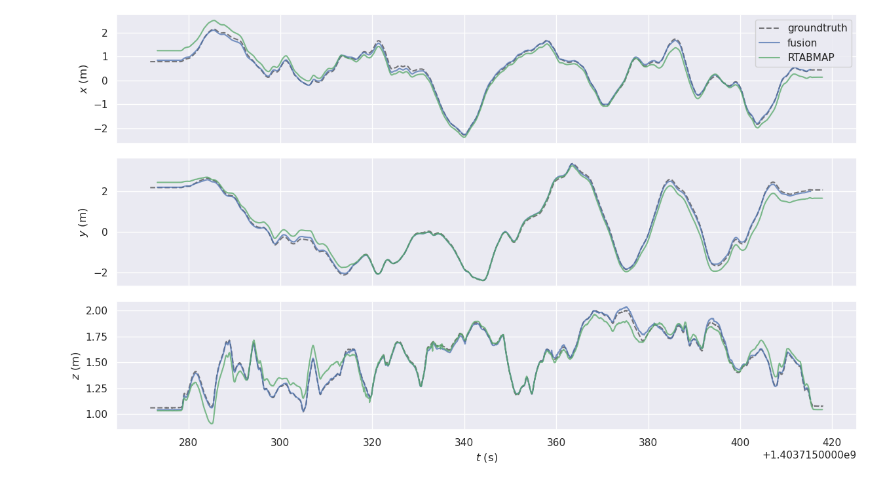 groundtruth
fusion
RTABMAP
2
1
0
−1
−2
x (m)
2
0
−2
y (m)
2.00
1.75
1.50
1.25
1.00
z (m)
280 300 320 340 360 380 400 420
t (s)
+1.4037150000e9